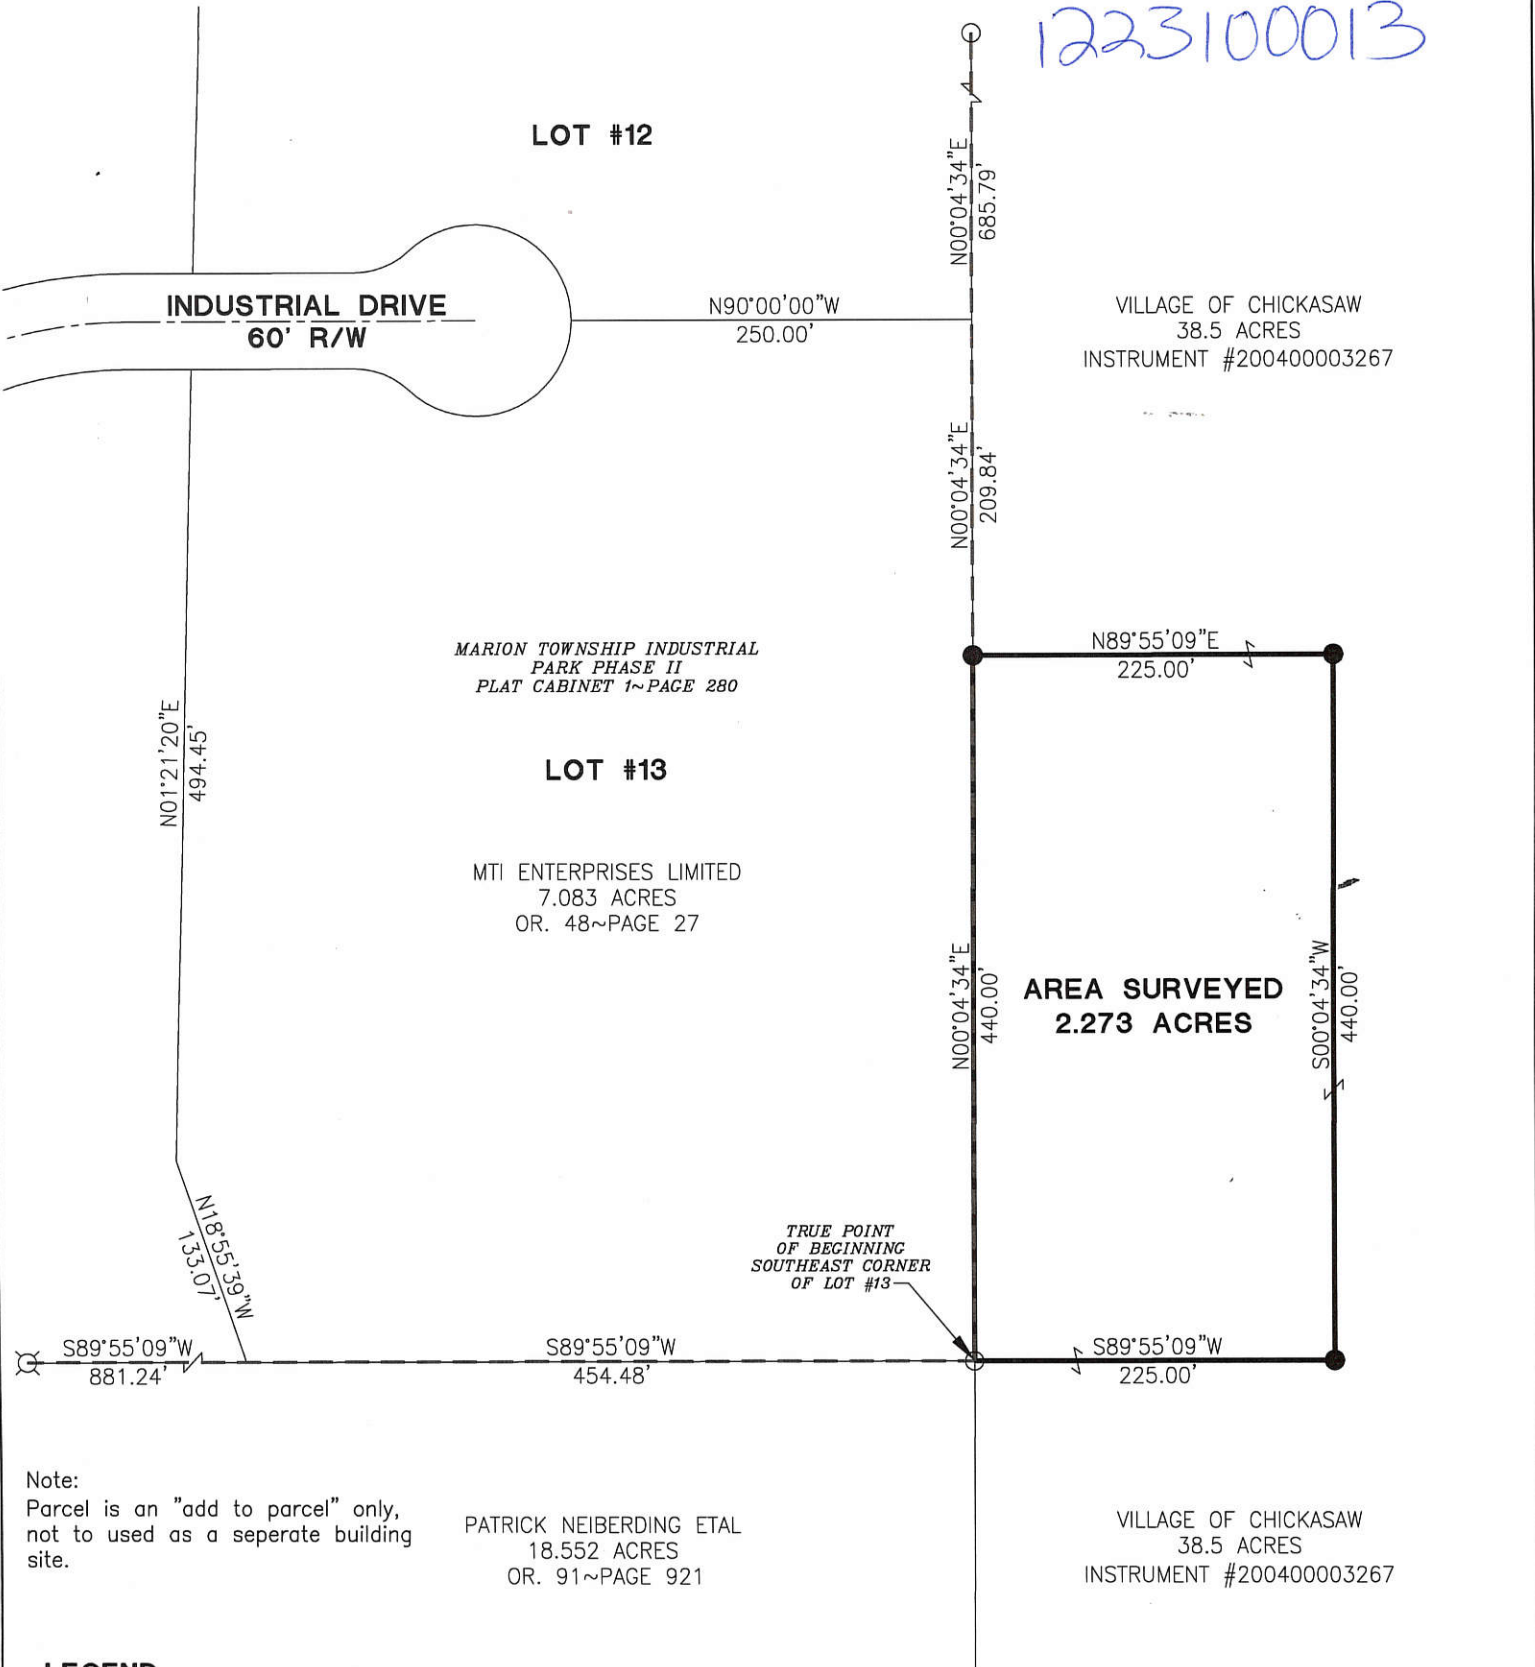 1223100013
LOT #12
N00°04'34"E
685.79'
INDUSTRIAL DRIVE
60' R/W
N90°00'00"W
250.00'
VILLAGE OF CHICKASAW
38.5 ACRES
INSTRUMENT #200400003267
N00°04'34"E
209.84'
MARION TOWNSHIP INDUSTRIAL
PARK PHASE II
PLAT CABINET 1~PAGE 280
N89°55'09"E
225.00'
N01°21'20"E
494.45'
LOT #13
MTI ENTERPRISES LIMITED
7.083 ACRES
OR. 48~PAGE 27
N00°04'34"E
440.00'
AREA SURVEYED
2.273 ACRES
S00°04'34"W
440.00'
N18°55'39"W
133.07'
TRUE POINT
OF BEGINNING
SOUTHEAST CORNER
OF LOT #13
S89°55'09"W
881.24'
S89°55'09"W
454.48'
S89°55'09"W
225.00'
Note:
Parcel is an "add to parcel" only,
not to used as a seperate building
site.
PATRICK NEIBERDING ETAL
18.552 ACRES
OR. 91~PAGE 921
VILLAGE OF CHICKASAW
38.5 ACRES
INSTRUMENT #200400003267
LEGEND